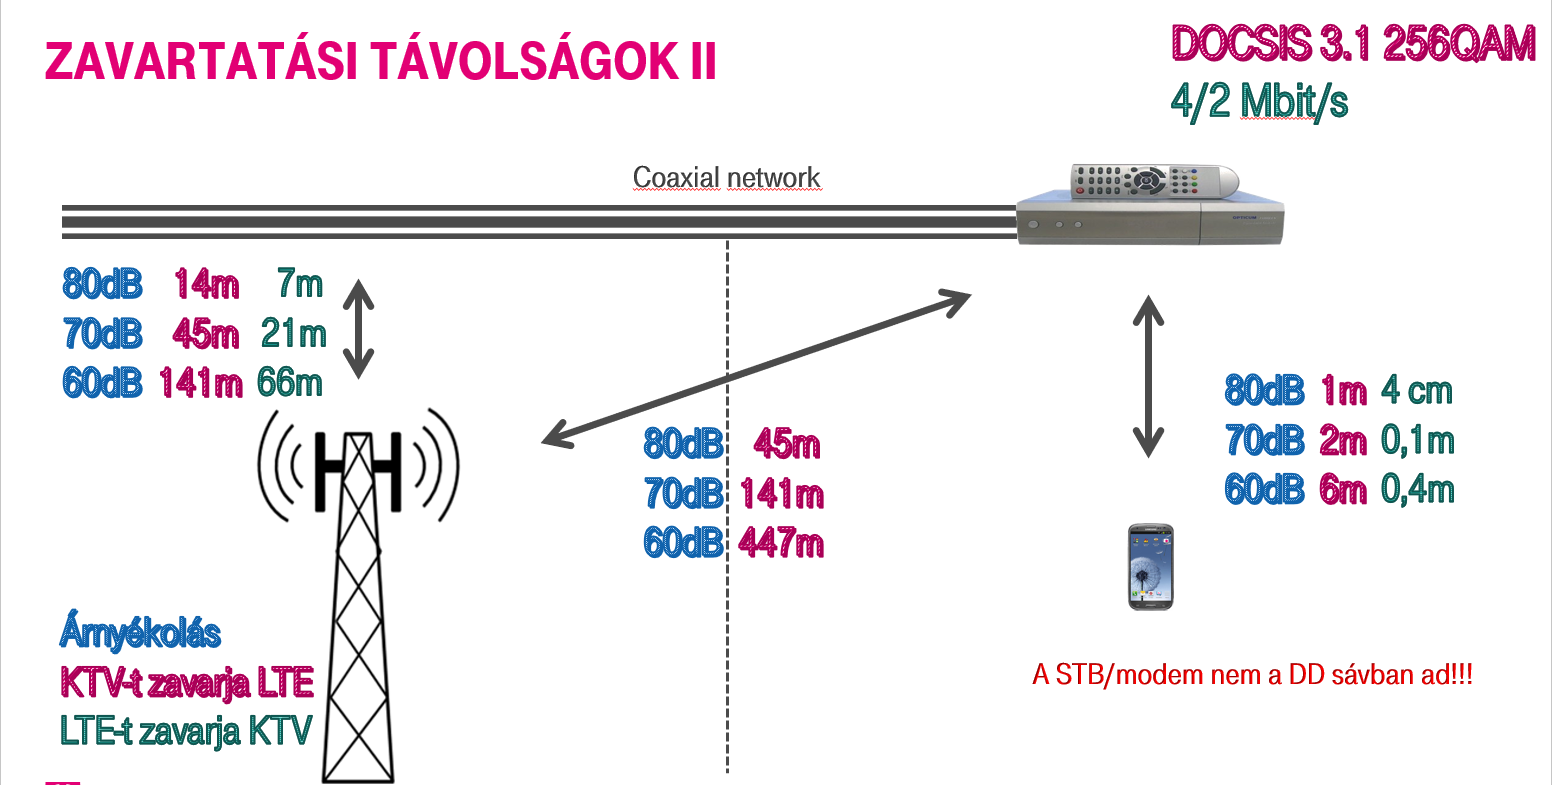 ZAVARTATÁSI TÁVOLSÁGOK II
DOCSIS 3.1 256QAM
4/2 Mbit/s
Coaxial network
80dB 14m 7m
70dB 45m 21m
60dB 141m 66m
80dB 45m
70dB 141m
60dB 447m
80dB 1m 4 cm
70dB 2m 0,1m
60dB 6m 0,4m
Árnyékolás
KTV-t zavarja LTE
LTE-t zavarja KTV
A STB/modem nem a DD sávban ad!!!